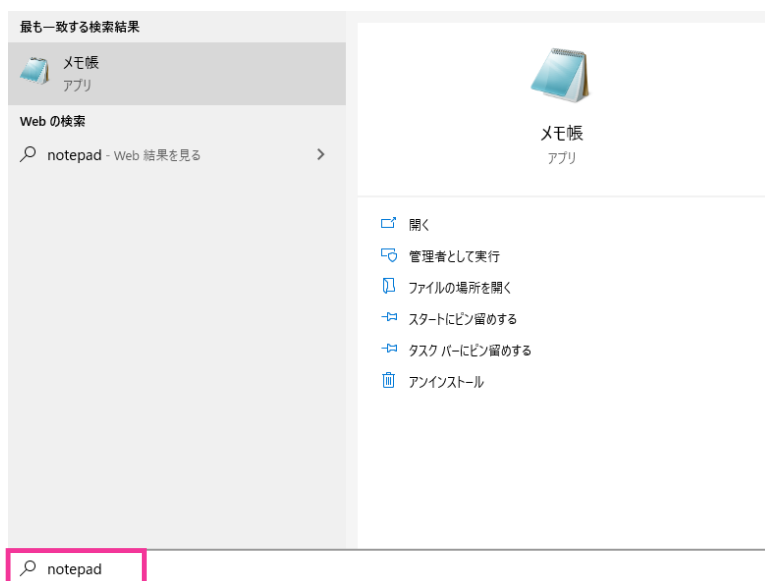 最も一致する検索結果
メモ帳
アプリ
Web の検索
notepad - Web 結果を見る
メモ帳
アプリ
開く
管理者として実行
ファイルの場所を開く
スタートにピン留めする
タスク バーにピン留めする
アンインストール
notepad